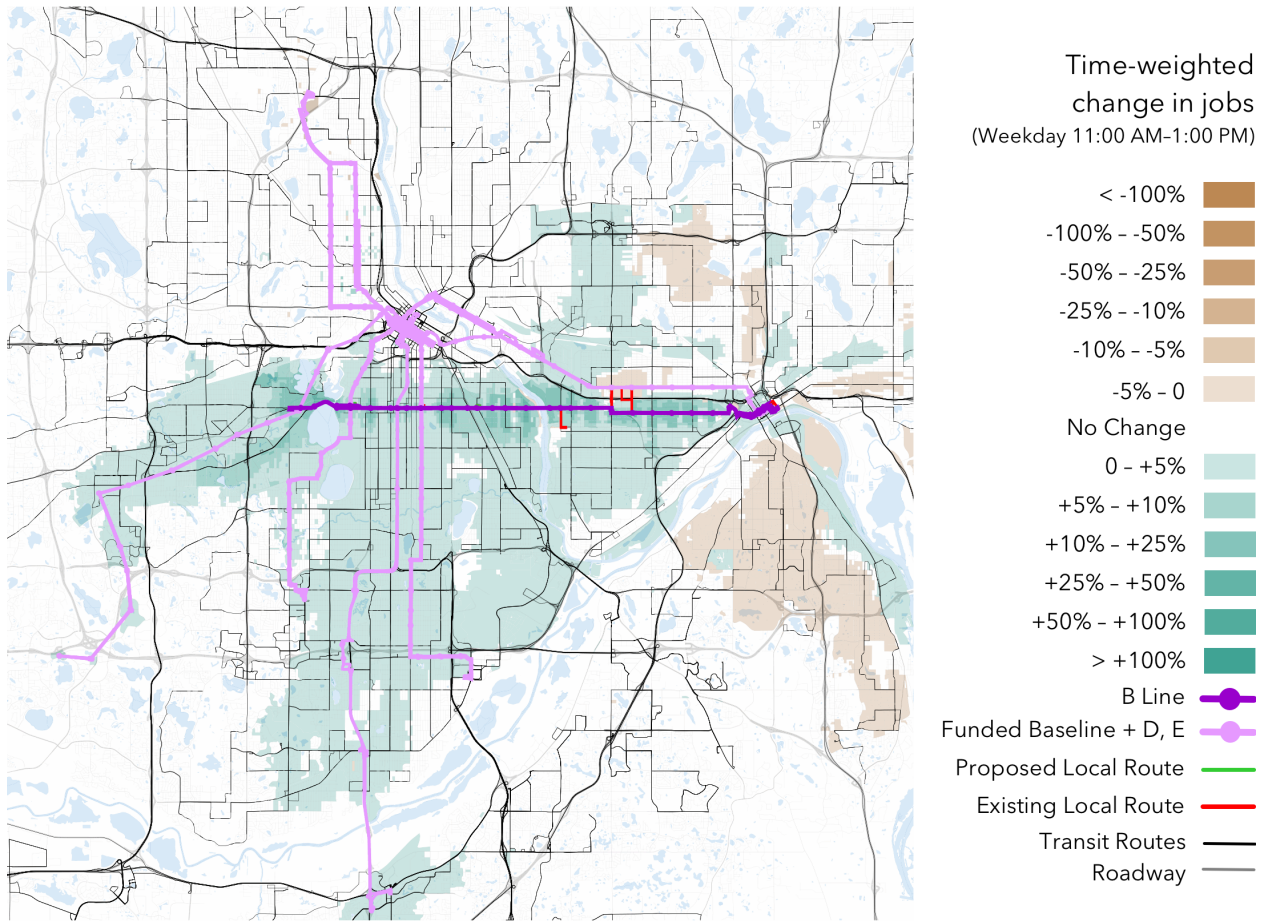 Time-weighted
change in jobs
(Weekday 11:00 AM–1:00 PM)
< -100%
-100% – -50%
-50% – -25%
-25% – -10%
-10% – -5%
-5% – 0
No Change
0 – +5%
+5% – +10%
+10% – +25%
+25% – +50%
+50% – +100%
> +100%
B Line
Funded Baseline + D, E
Proposed Local Route
Existing Local Route
Transit Routes
Roadway